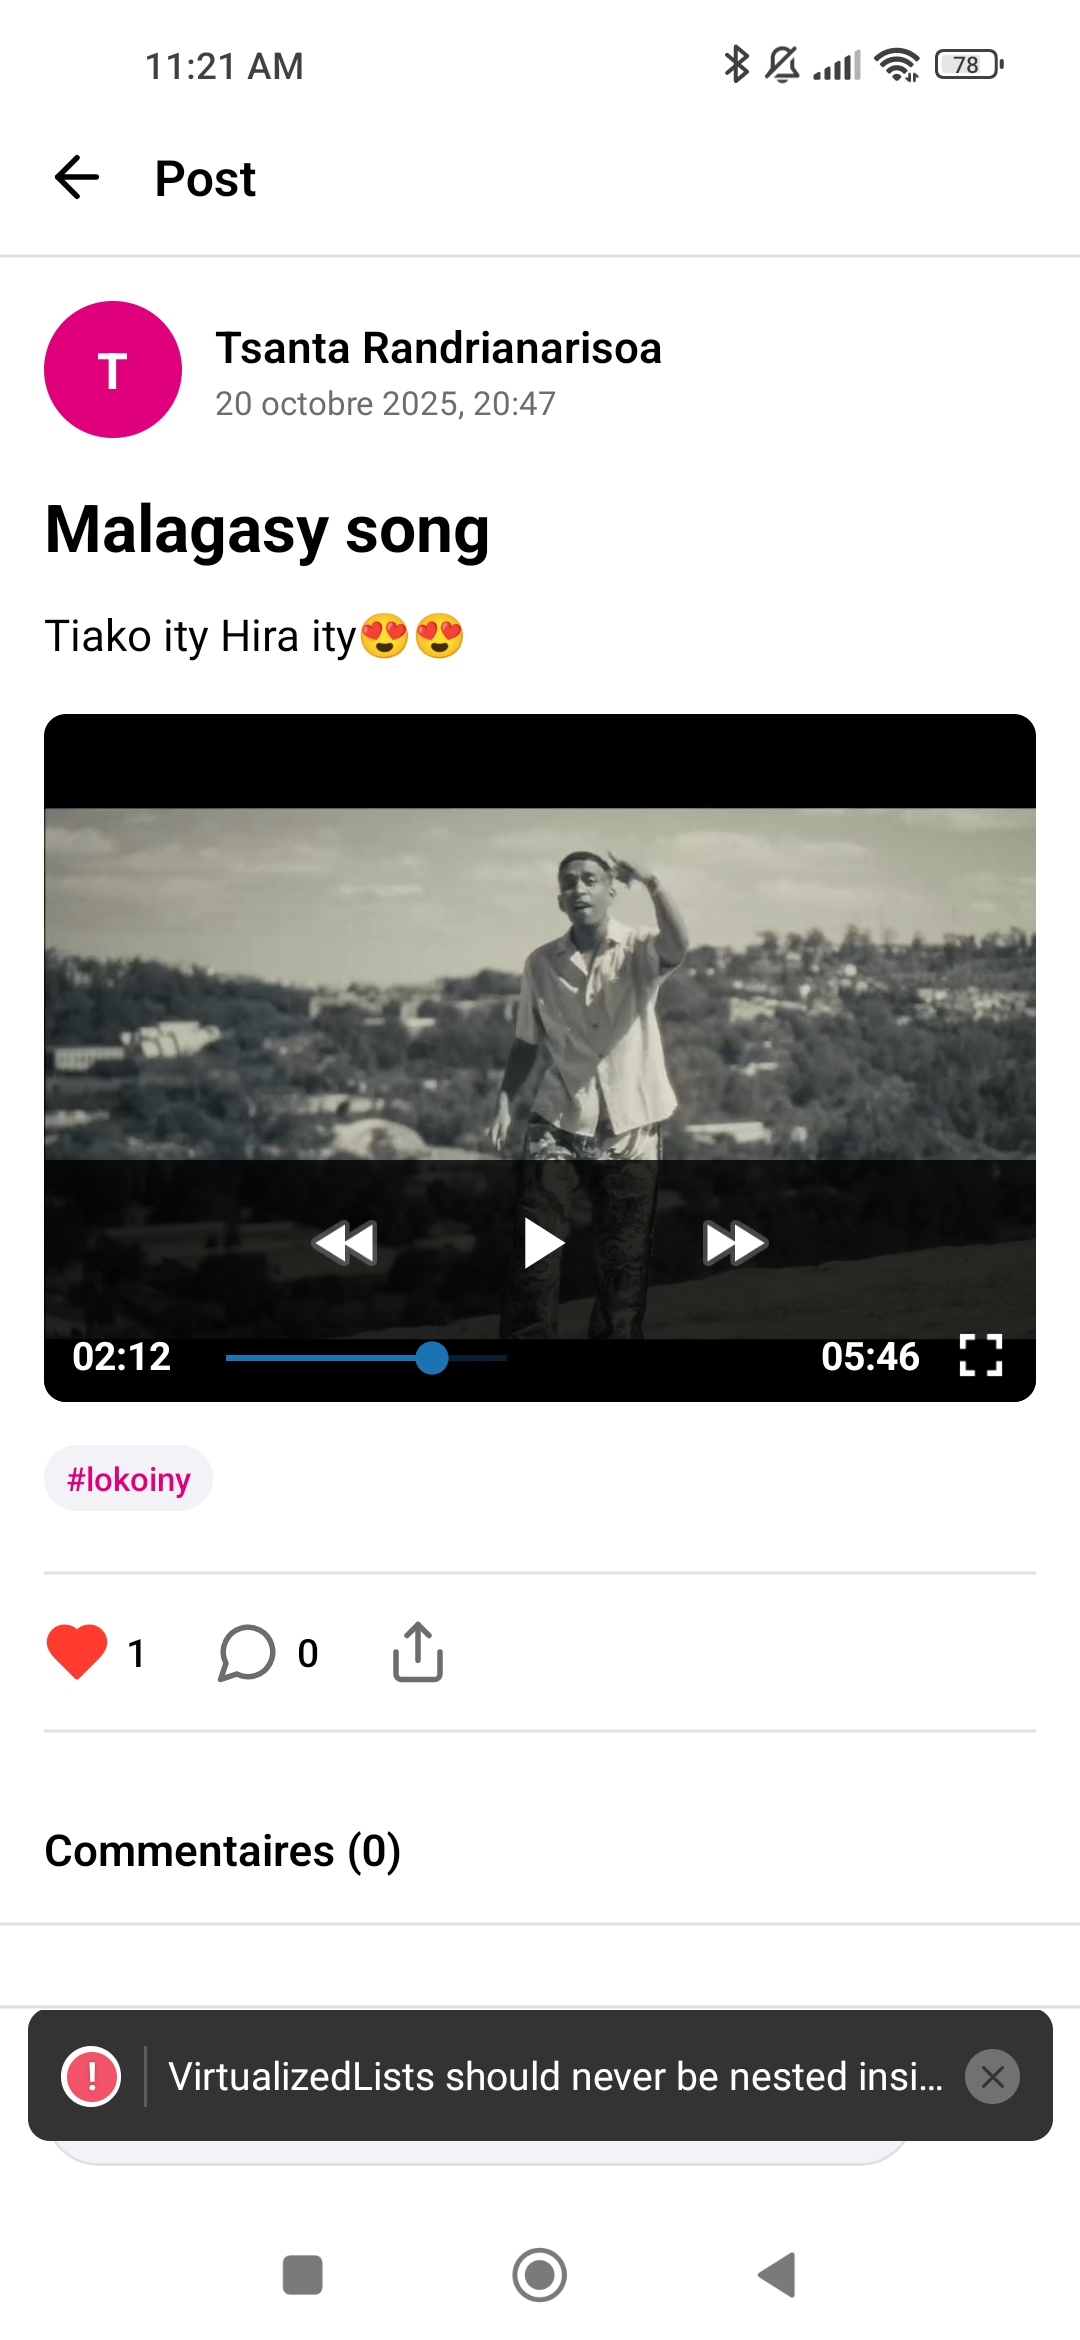 11:21 AM
78
Post
T
Tsanta Randrianarisoa
20 octobre 2025, 20:47
Malagasy song
Tiako ity Hira ity😍😍
02:12
05:46
#lokoiny
1
0
Commentaires (0)
! VirtualizedLists should never be nested insi...